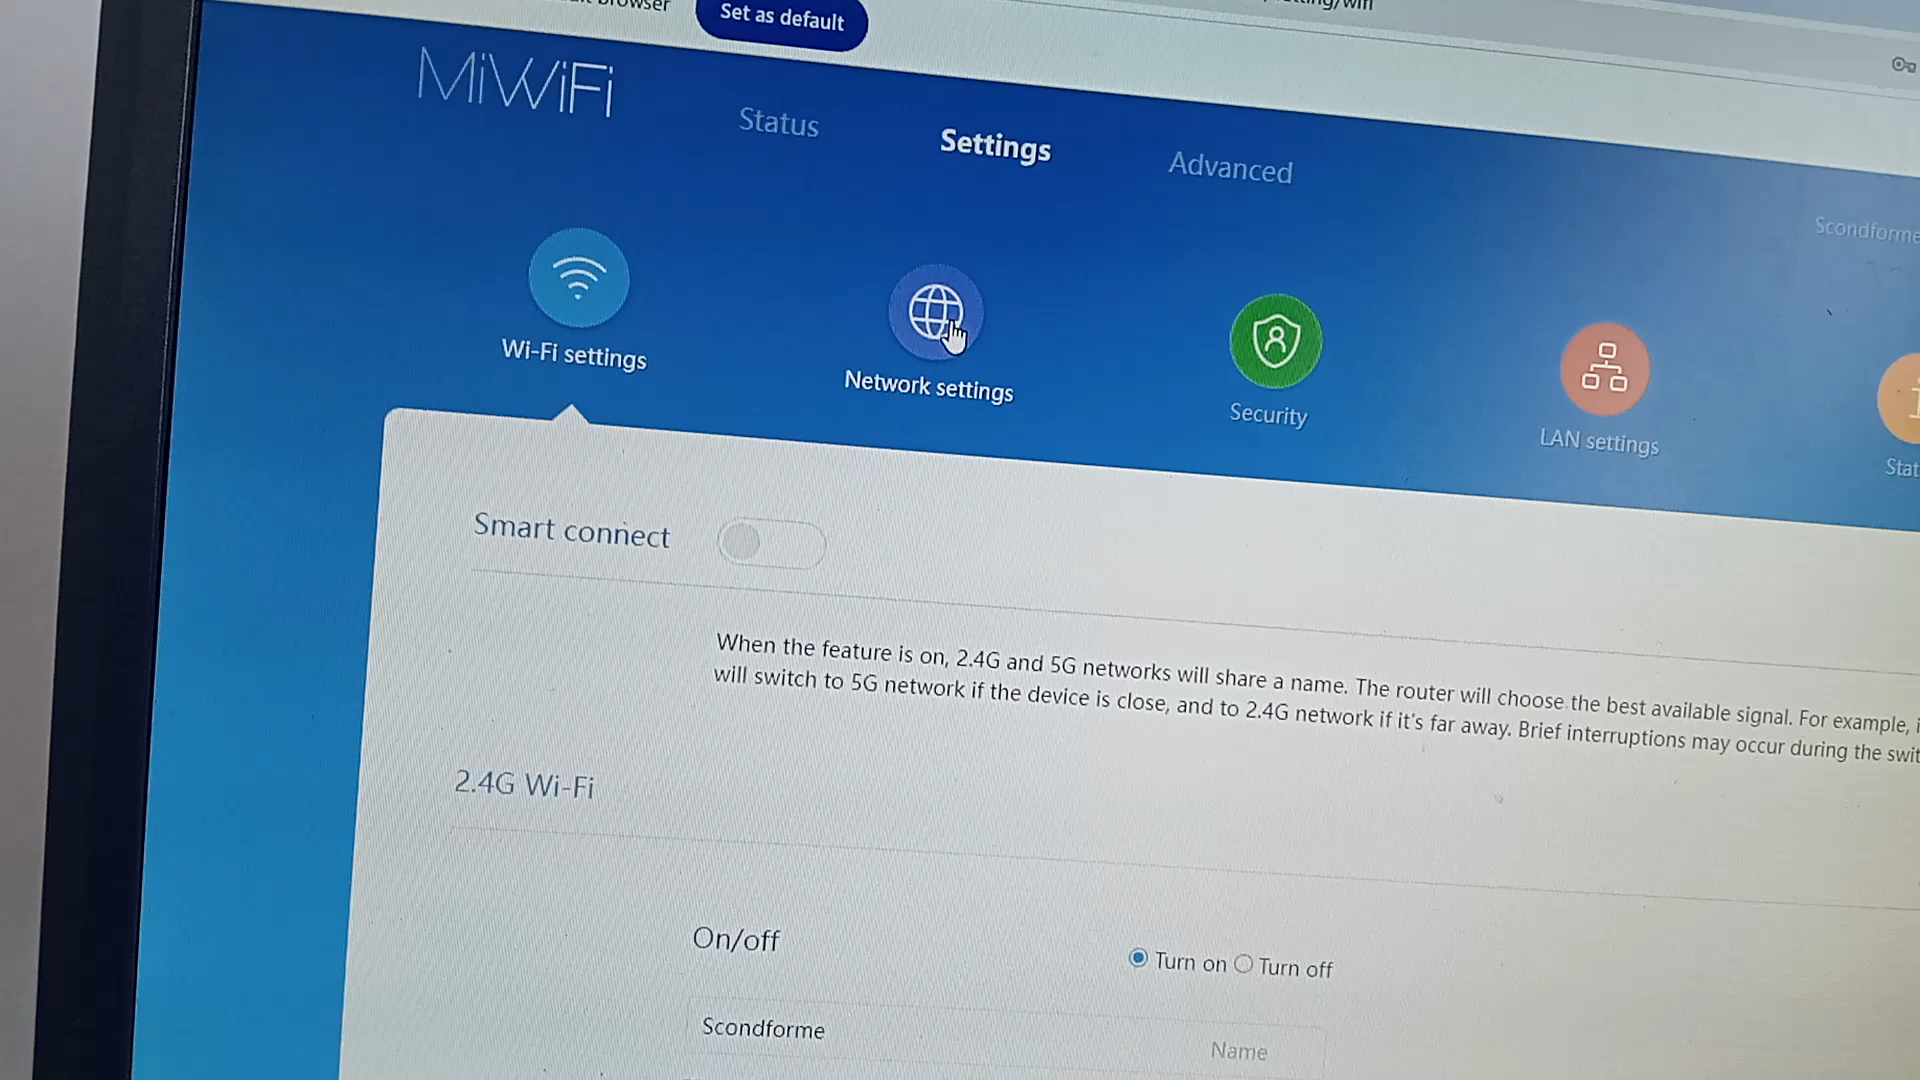 Set as default
MiWiFi
Status
Settings
Advanced
Scondforme
Wi-Fi settings
Network settings
Security
LAN settings
Stat
Smart connect
When the feature is on, 2.4G and 5G networks will share a name. The router will choose the best available signal. For example, i
will switch to 5G network if the device is close, and to 2.4G network if it's far away. Brief interruptions may occur during the swit
2.4G Wi-Fi
On/off
Turn on Turn off
Scondforme
Name